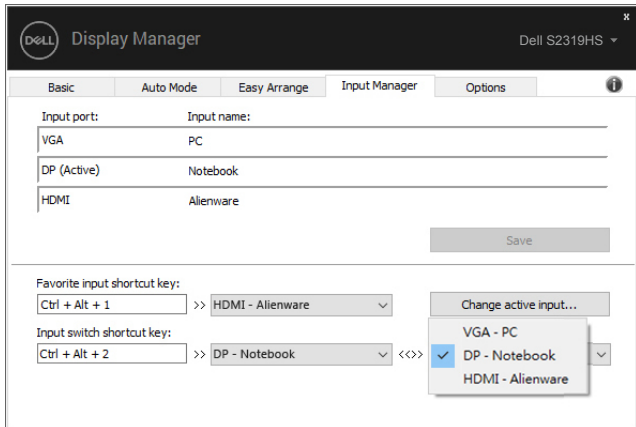 x
DELL Display Manager Dell S2319HS
Basic Auto Mode Easy Arrange Input Manager Options i
Input port: Input name:
VGA PC
DP (Active) Notebook
HDMI Alienware
Save
Favorite input shortcut key:
Ctrl + Alt + 1 >> HDMI - Alienware Change active input...
Input switch shortcut key:
Ctrl + Alt + 2 >> DP - Notebook <<>>
VGA - PC
DP - Notebook
HDMI - Alienware